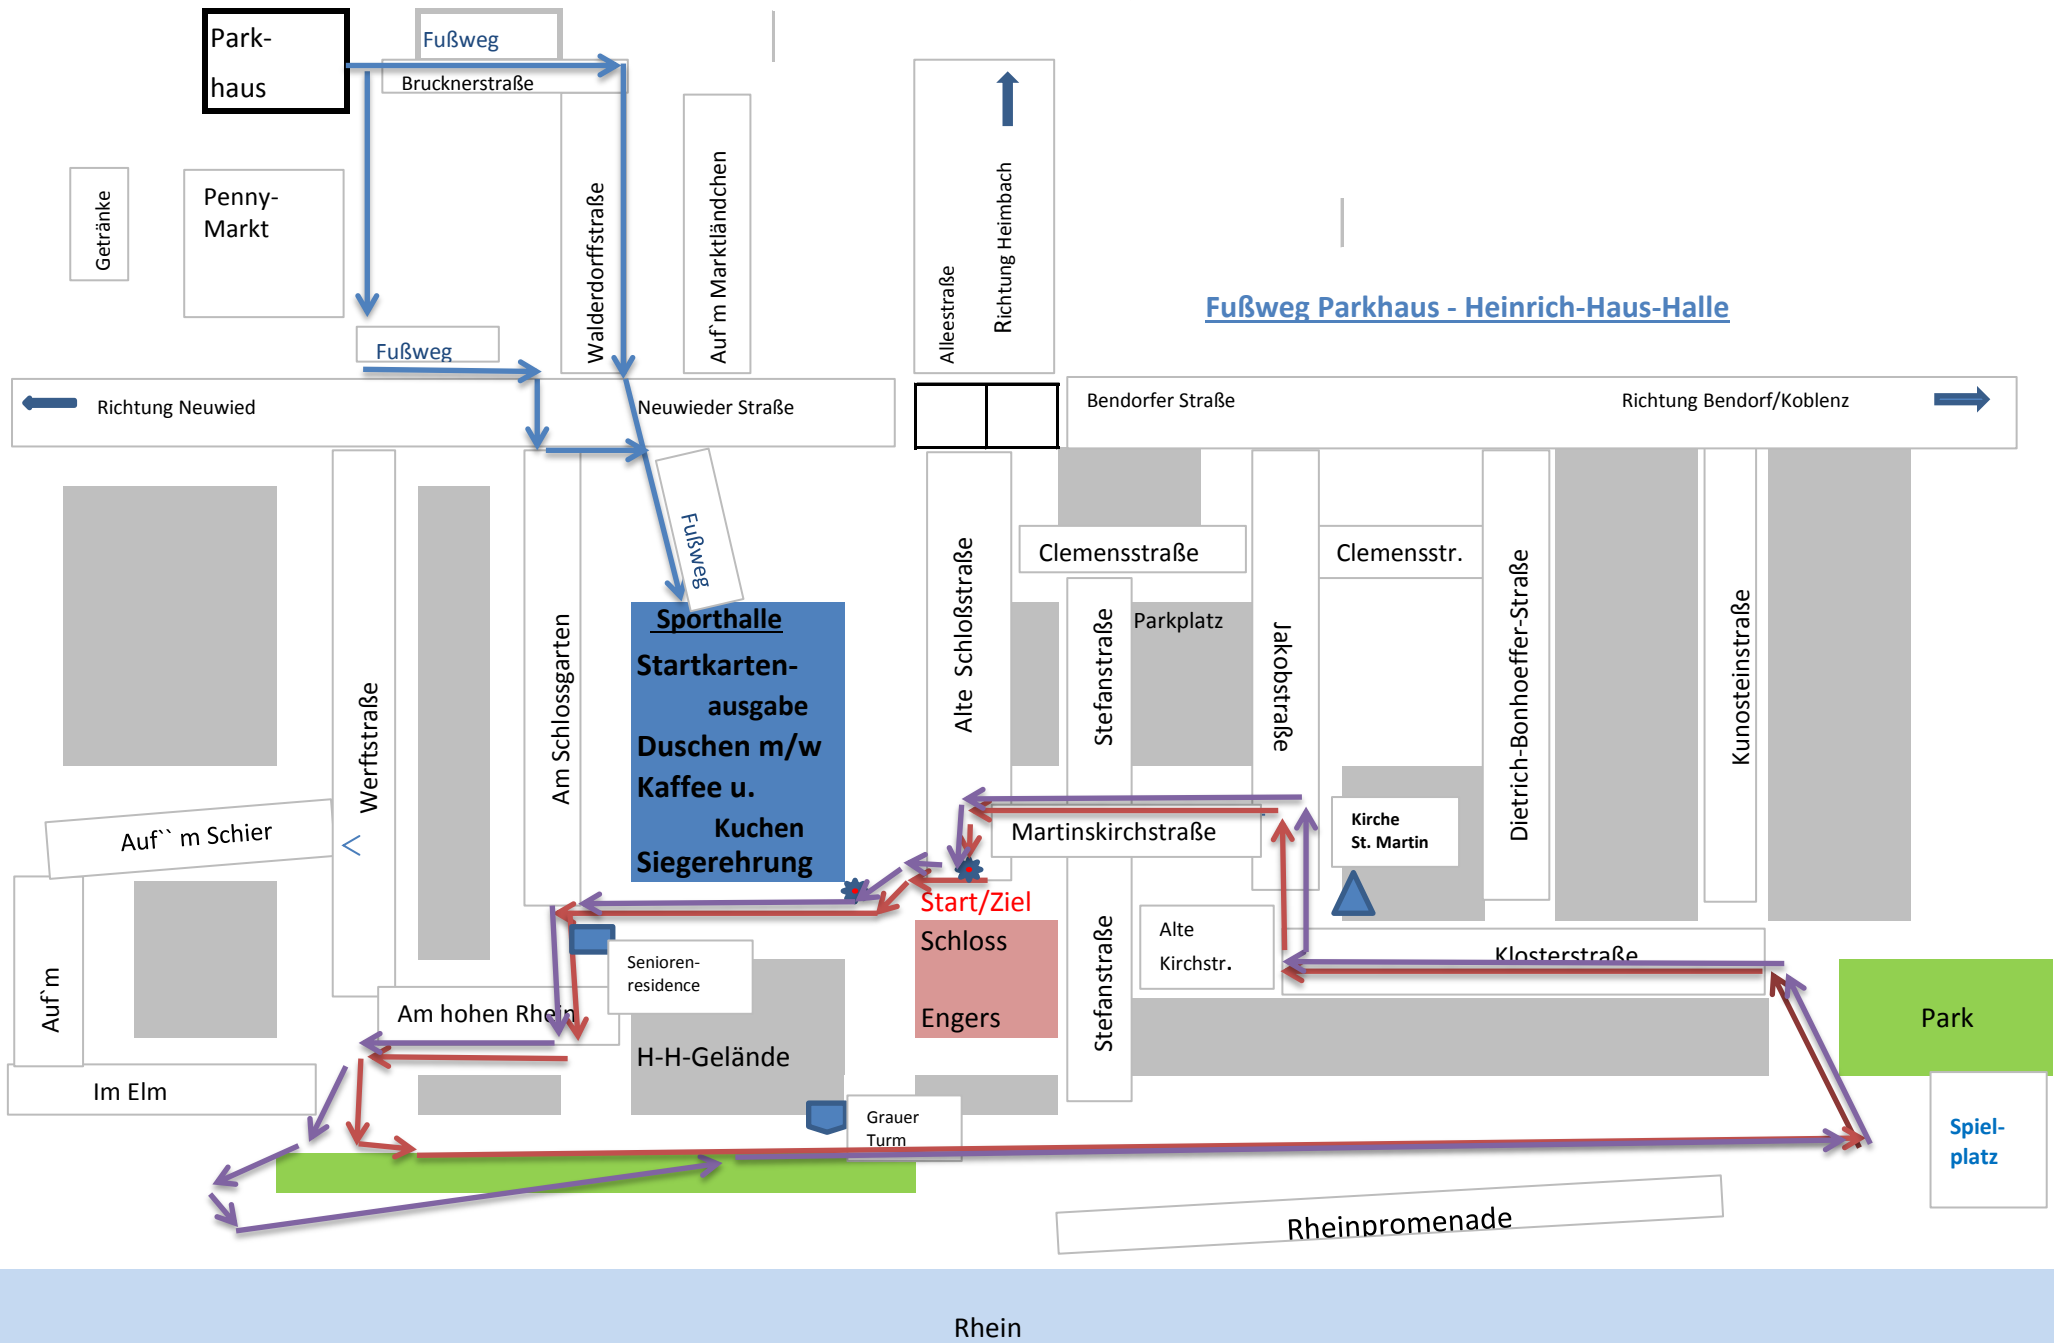 Park-
haus
Fußweg
Brucknerstraße
Getränke
Penny-
Markt
Walderdorffstraße
Auf`m Marktländchen
Alleestraße
Richtung Heimbach
Fußweg Parkhaus - Heinrich-Haus-Halle
Fußweg
Richtung Neuwied
Neuwieder Straße
Bendorfer Straße
Richtung Bendorf/Koblenz
Fußweg
Werftstraße
Am Schlossgarten
Sporthalle
Startkarten-
ausgabe
Duschen m/w
Kaffee u.
Kuchen
Siegerehrung
Alte Schloßstraße
Clemensstraße
Clemensstr.
Stefanstraße
Parkplatz
Jakobstraße
Dietrich-Bonhoeffer-Straße
Kunosteinstraße
Auf`` m Schier
Martinskirchstraße
Kirche
St. Martin
Start/Ziel
Schloss
Engers
Stefanstraße
Alte
Kirchstr.
Klosterstraße
Senioren-
residence
Auf`m
Am hohen Rhein
H-H-Gelände
Park
Im Elm
Grauer
Turm
Spiel-
platz
Rheinpromenade
Rhein